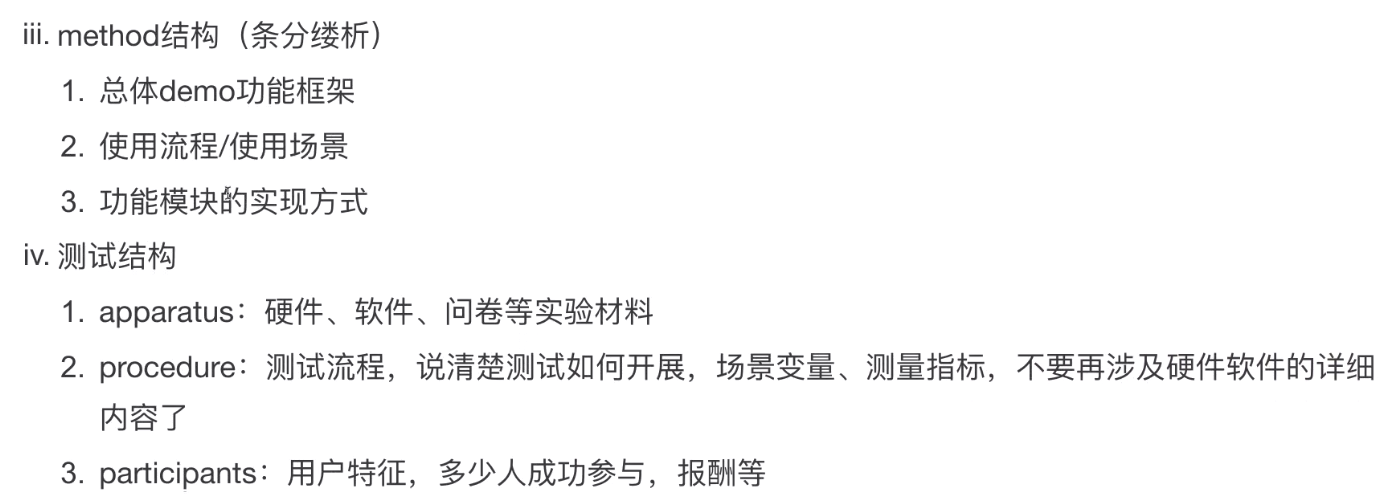 iii. method结构（条分缕析）
1. 总体demo功能框架
2. 使用流程/使用场景
3. 功能模块的实现方式
iv. 测试结构
1. apparatus：硬件、软件、问卷等实验材料
2. procedure：测试流程，说清楚测试如何开展，场景变量、测量指标，不要再涉及硬件软件的详细
内容了
3. participants：用户特征，多少人成功参与，报酬等